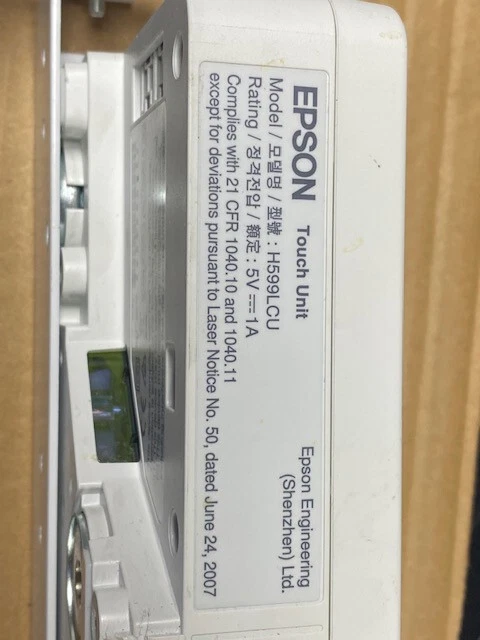 EPSON Touch Unit
Epson Engineering
(Shenzhen) Ltd.
Model / 모델명 / 型號 : H599LCU
Rating / 정격전압 / 額定 : 5V ⎓ 1A
Complies with 21 CFR 1040.10 and 1040.11
except for deviations pursuant to Laser Notice No. 50, dated June 24, 2007